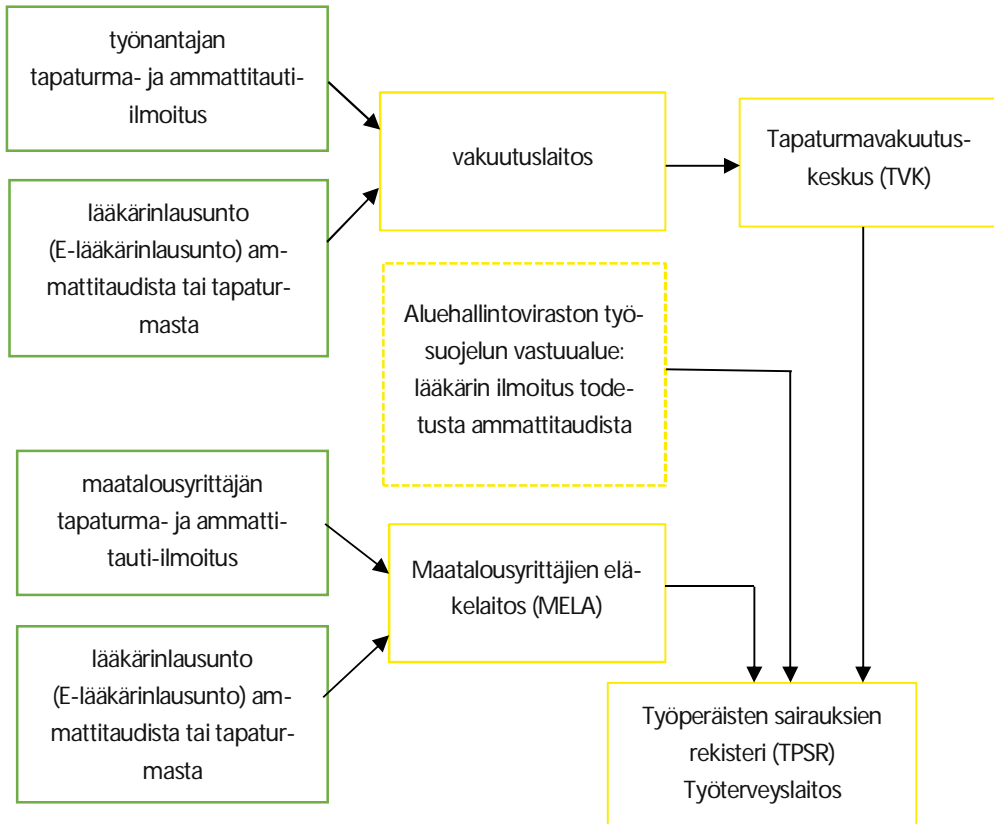 työnantajan
tapaturma- ja ammattitauti-
ilmoitus
vakuutuslaitos
Tapaturmavakuutus-
keskus (TVK)
lääkärinlausunto
(E-lääkärinlausunto) am-
mattitaudista tai tapatur-
masta
Aluehallintoviraston työ-
suojelun vastuualue:
lääkärin ilmoitus tode-
tusta ammattitaudista
maatalousyrittäjän
tapaturma- ja ammatti-
tauti-ilmoitus
Maatalousyrittäjien elä-
kelaitos (MELA)
lääkärinlausunto
(E-lääkärinlausunto) am-
mattitaudista tai tapatur-
masta
Työperäisten sairauksien
rekisteri (TPSR)
Työterveyslaitos